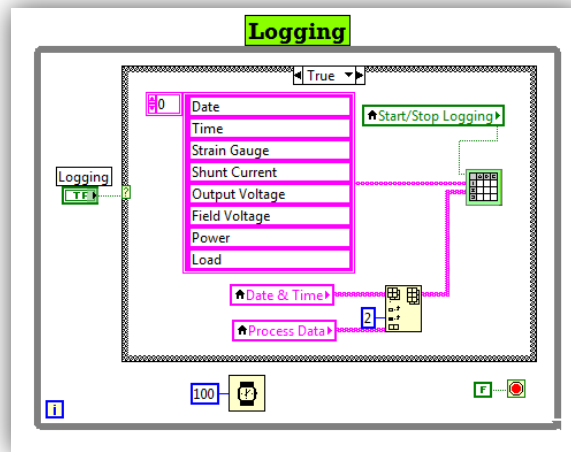 Logging
True
0
Date
Time
Strain Gauge
Shunt Current
Output Voltage
Field Voltage
Power
Load
Start/Stop Logging
Logging
TF
?
Date & Time
2
Process Data
100
F
i